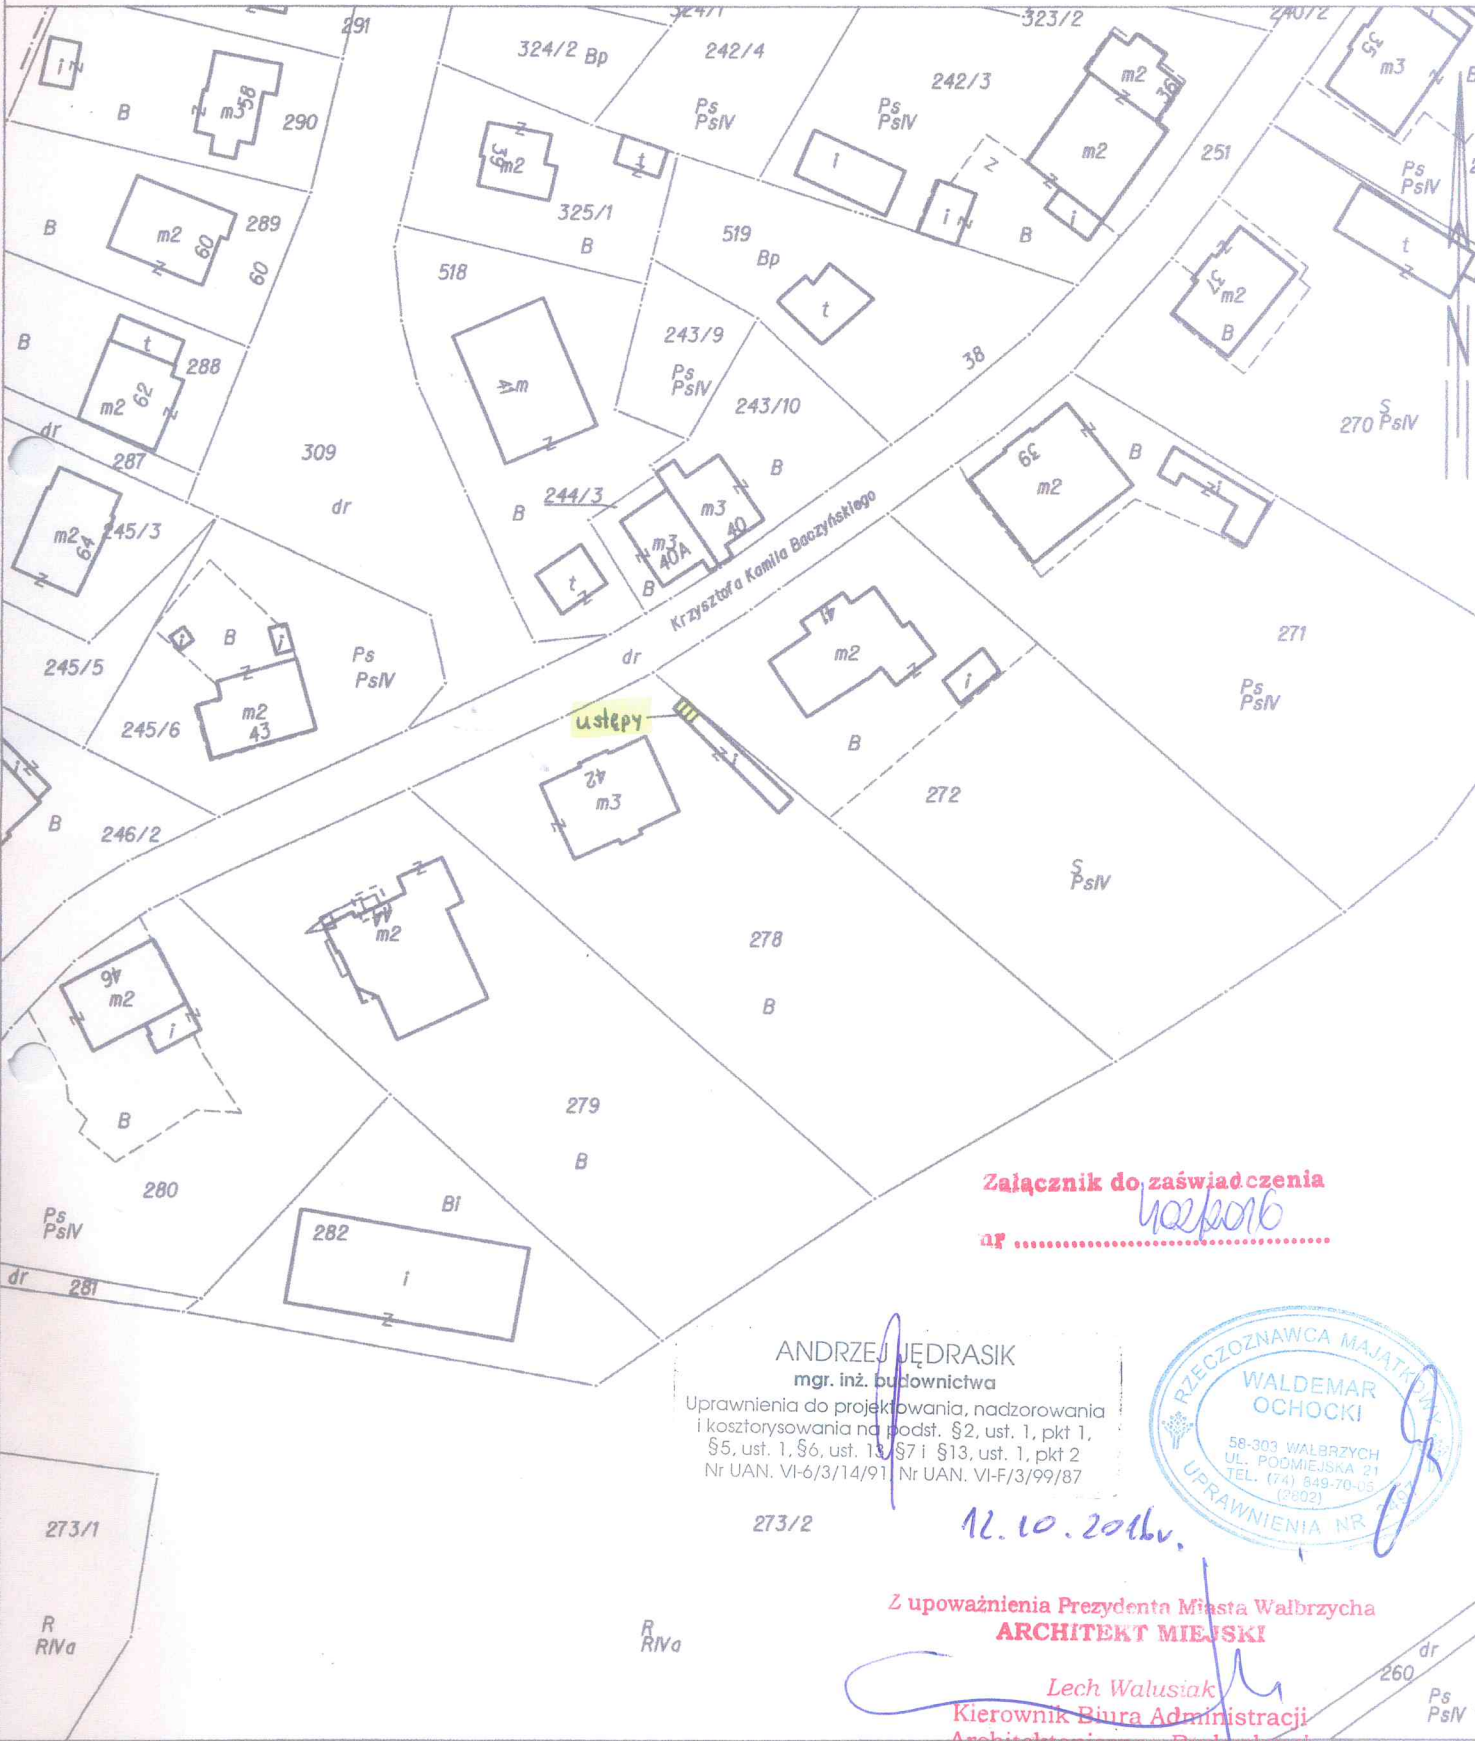 291
324/1
323/2
240/2
324/2 Bp
242/4
242/3
Ps
PsIV
Ps
PsIV
i
B
m3
58
290
m2
36
m2
i
B
i
i
251
35
m3
Ps
PsIV
t
m2
39
t
325/1
B
B
m2
60
289
60
518
519
Bp
t
37
m2
B
B
t
288
m2
62
dr
287
309
dr
243/9
Ps
PsIV
243/10
B
38
S
270 PsIV
39
m2
B
i
B
244/3
m3
40
m3
40A
B
t
Krzysztofa Kamila Baczyńskiego
m2
64
245/3
245/5
B
i
i
Ps
PsIV
m2
43
245/6
dr
41
m2
i
B
271
Ps
PsIV
ustępy
i
42
m3
272
S
PsIV
i
B
246/2
44
m2
278
B
46
m2
i
B
279
B
280
Ps
PsIV
Bi
282
i
dr
281
Załącznik do zaświadczenia
nr 402/2016
ANDRZEJ JĘDRASIK
mgr. inż. budownictwa
Uprawnienia do projektowania, nadzorowania
i kosztorysowania na podst. §2, ust. 1, pkt 1,
§5, ust. 1, §6, ust. 13, §7 i §13, ust. 1, pkt 2
Nr UAN. VI-6/3/14/91, Nr UAN. VI-F/3/99/87
RZECZOZNAWCA MAJĄTKOWY
WALDEMAR
OCHOCKI
58-303 WAŁBRZYCH
UL. PODMIEJSKA 21
TEL. (74) 849-70-05
(2802)
UPRAWNIENIA NR
12.10.2016r.
273/1
273/2
R
RIVa
R
RIVa
Z upoważnienia Prezydenta Miasta Wałbrzycha
ARCHITEKT MIEJSKI
Lech Walusiak
Kierownik Biura Administracji
dr
260
Ps
PsIV